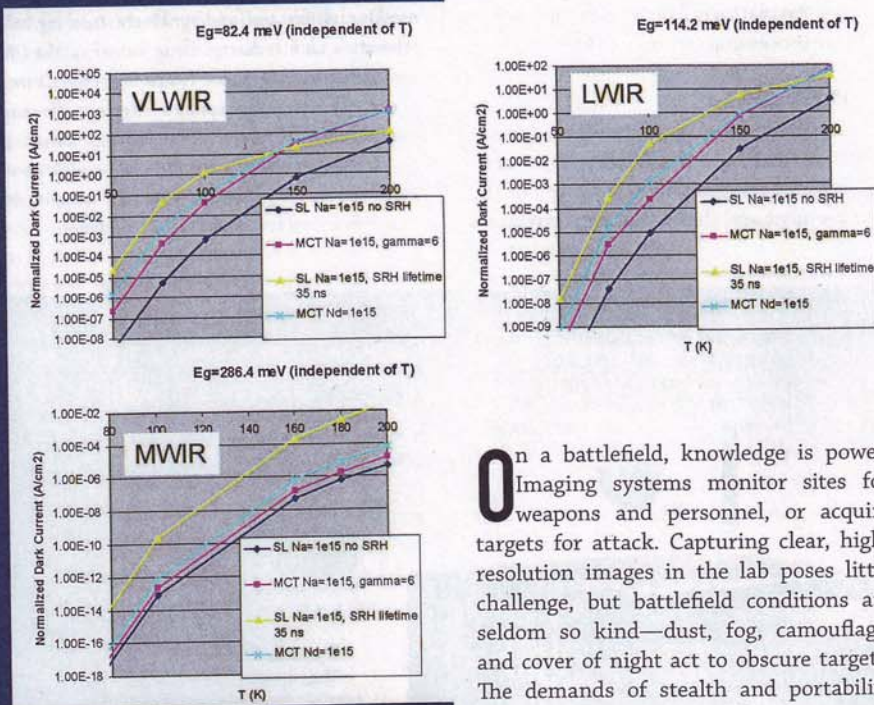 Eg=82.4 meV (independent of T)
Normalized Dark Current (A/cm2)
1.00E+05
1.00E+04
1.00E+03
1.00E+02
1.00E+01
1.00E+00
1.00E-01
1.00E-02
1.00E-03
1.00E-04
1.00E-05
1.00E-06
1.00E-07
1.00E-08
VLWIR
50 100 150 200
SL Na=1e15 no SRH
MCT Na=1e15, gamma=6
SL Na=1e15, SRH lifetime
35 ns
MCT Nd=1e15
Eg=114.2 meV (independent of T)
Normalized Dark Current (A/cm2)
1.00E+02
1.00E+01
1.00E+00
1.00E-01
1.00E-02
1.00E-03
1.00E-04
1.00E-05
1.00E-06
1.00E-07
1.00E-08
1.00E-09
LWIR
50 100 150 200
SL Na=1e15 no SRH
MCT Na=1e15, gamma=6
SL Na=1e15, SRH lifetime
35 ns
MCT Nd=1e15
T (K)
Eg=286.4 meV (independent of T)
Normalized Dark Current (A/cm2)
1.00E-02
1.00E-04
1.00E-06
1.00E-08
1.00E-10
1.00E-12
1.00E-14
1.00E-16
1.00E-18
80 100 120 140 160 180 200
MWIR
SL Na=1e15 no SRH
MCT Na=1e15, gamma=6
SL Na=1e15, SRH lifetime
35 ns
MCT Nd=1e15
T (K)
On a battlefield, knowledge is powe
Imaging systems monitor sites fo
weapons and personnel, or acquir
targets for attack. Capturing clear, high
resolution images in the lab poses litt
challenge, but battlefield conditions a
seldom so kind—dust, fog, camouflag
and cover of night act to obscure target
The demands of stealth and portabili